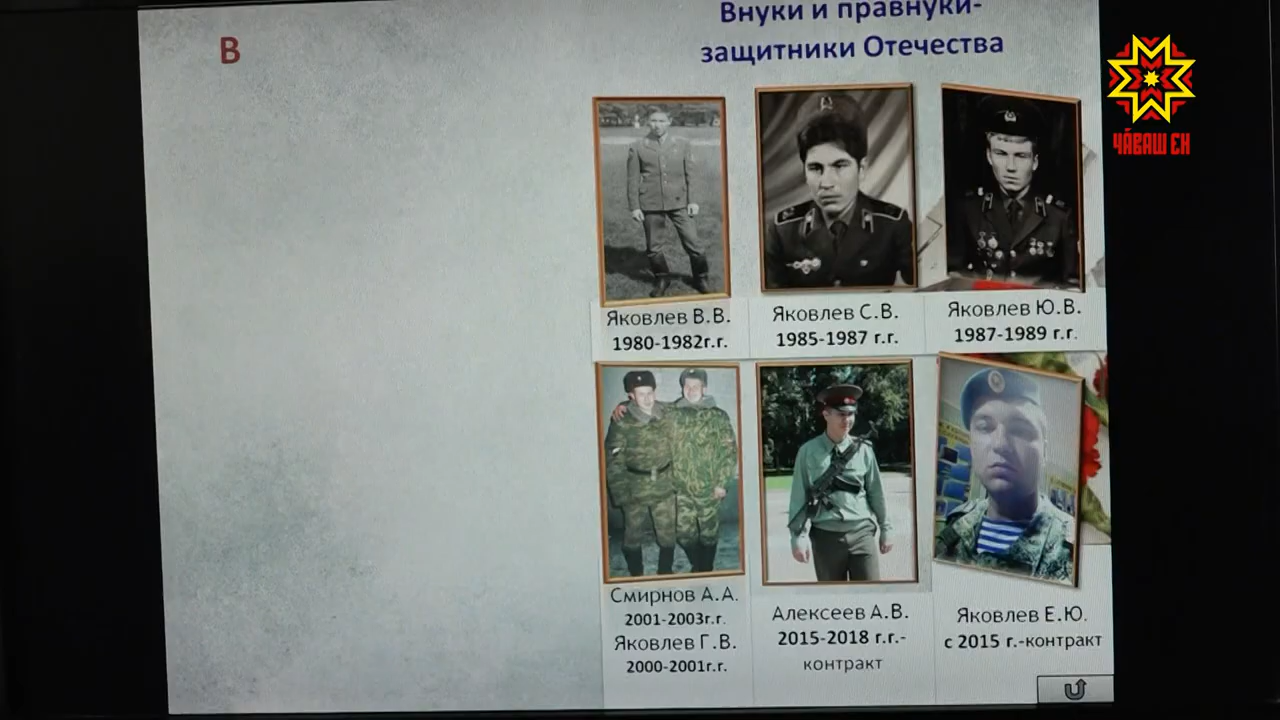 В
Внуки и правнуки-
защитники Отечества
ЧӐВАШ ЕН
Яковлев В.В.
1980-1982г.г.
Яковлев С.В.
1985-1987 г.г.
Яковлев Ю.В.
1987-1989 г.г.
Смирнов А.А.
2001-2003г.г.
Яковлев Г.В.
2000-2001г.г.
Алексеев А.В.
2015-2018 г.г.-
контракт
Яковлев Е.Ю.
с 2015 г.-контракт